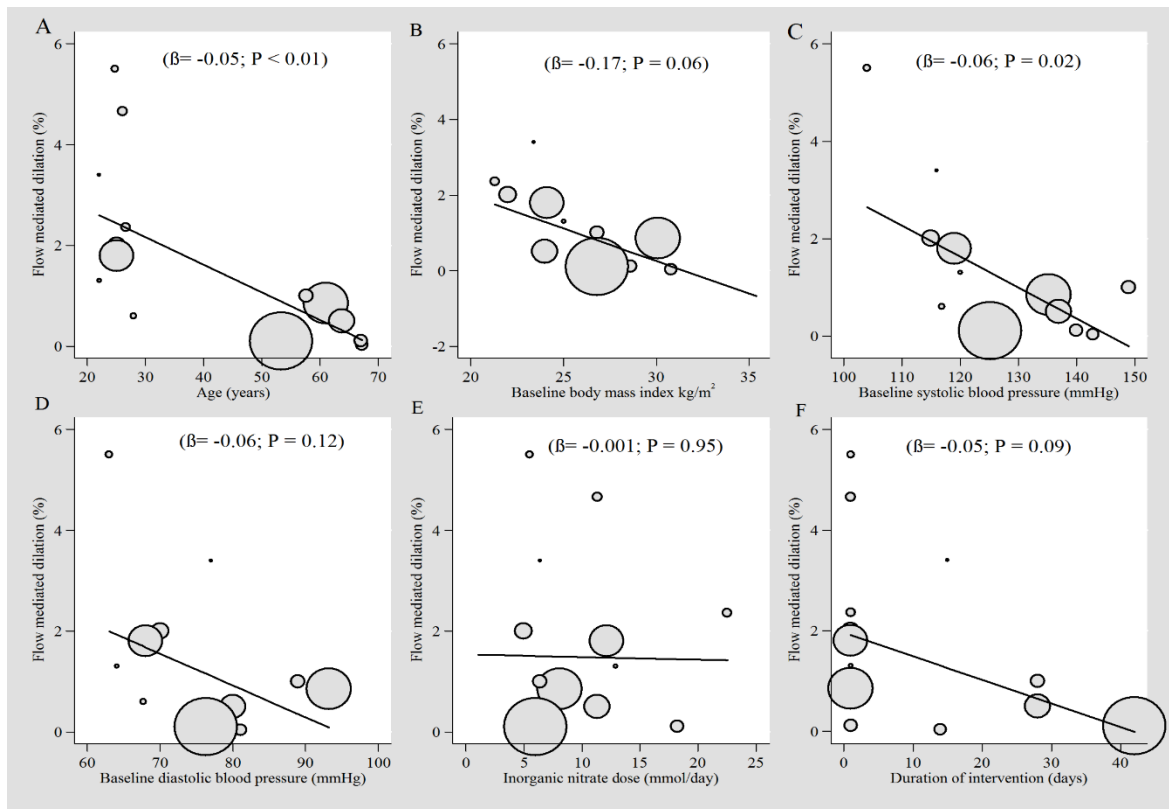 A
(ß= -0.05; P < 0.01)
Flow mediated dilation (%)
6
4
2
0
20 30 40 50 60 70
Age (years)
B
(ß= -0.17; P = 0.06)
Flow mediated dilation (%)
6
4
2
0
-2
20 25 30 35
Baseline body mass index kg/m²
C
(ß= -0.06; P = 0.02)
Flow mediated dilation (%)
6
4
2
0
100 110 120 130 140 150
Baseline systolic blood pressure (mmHg)
D
(ß= -0.06; P = 0.12)
Flow mediated dilation (%)
6
4
2
0
60 70 80 90 100
Baseline diastolic blood pressure (mmHg)
E
(ß= -0.001; P = 0.95)
Flow mediated dilation (%)
6
4
2
0
0 5 10 15 20 25
Inorganic nitrate dose (mmol/day)
F
(ß= -0.05; P = 0.09)
Flow mediated dilation (%)
6
4
2
0
0 10 20 30 40
Duration of intervention (days)